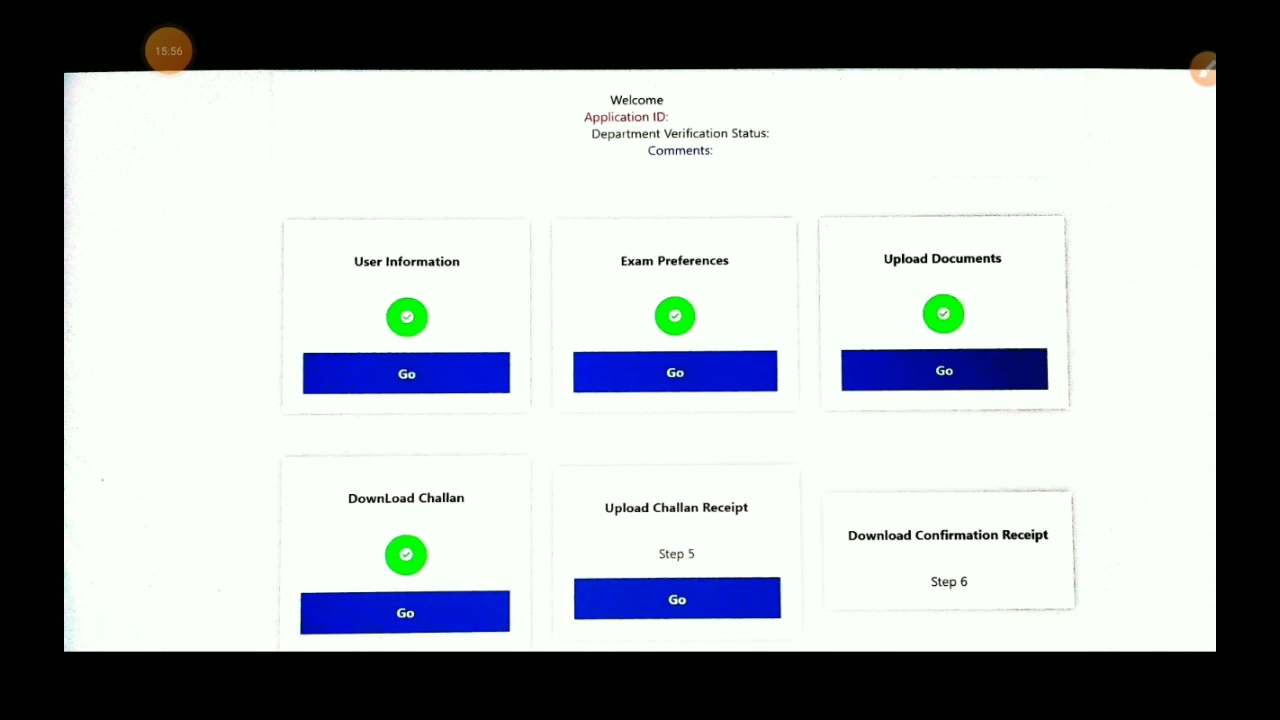 15:56
Welcome
Application ID:
Department Verification Status:
Comments:
User Information
Exam Preferences
Upload Documents
Go
Go
Go
DownLoad Challan
Upload Challan Receipt
Download Confirmation Receipt
Step 5
Step 6
Go
Go